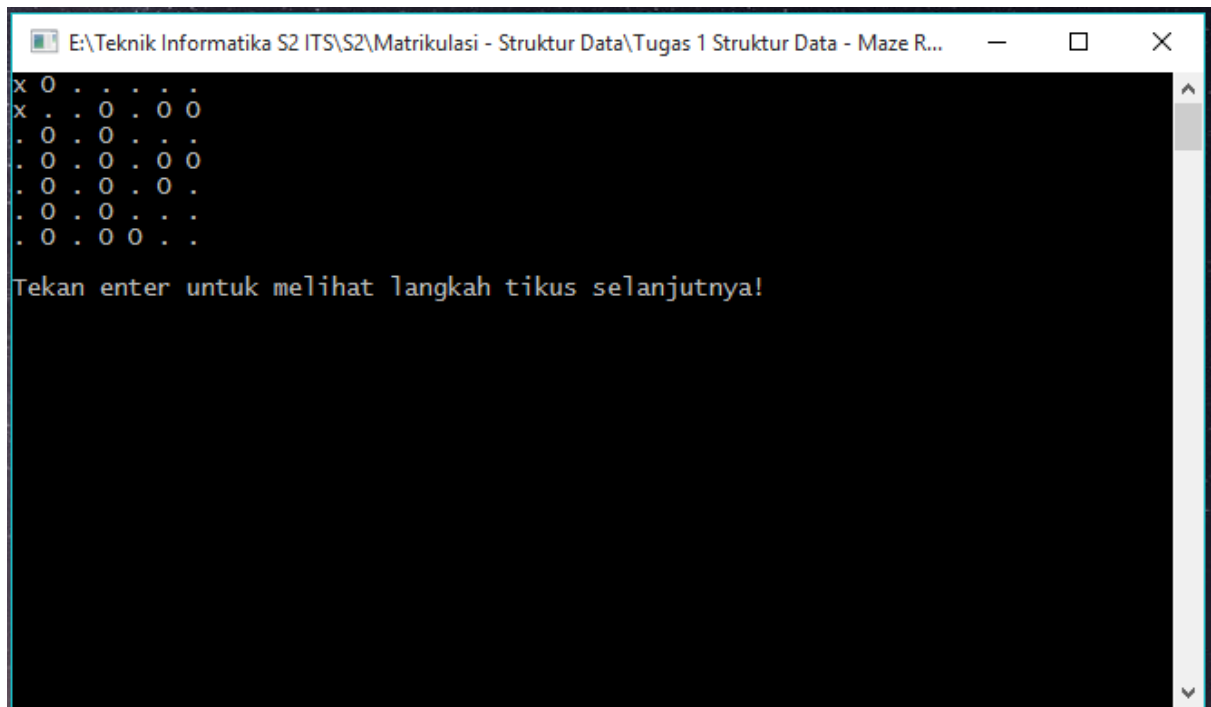 E:\Teknik Informatika S2 ITS\S2\Matrikulasi - Struktur Data\Tugas 1 Struktur Data - Maze R...
x O . . . . .
x . . O . O O
. O . O . . .
. O . O . O O
. O . O . O .
. O . O . . .
. O . O O . .
Tekan enter untuk melihat langkah tikus selanjutnya!